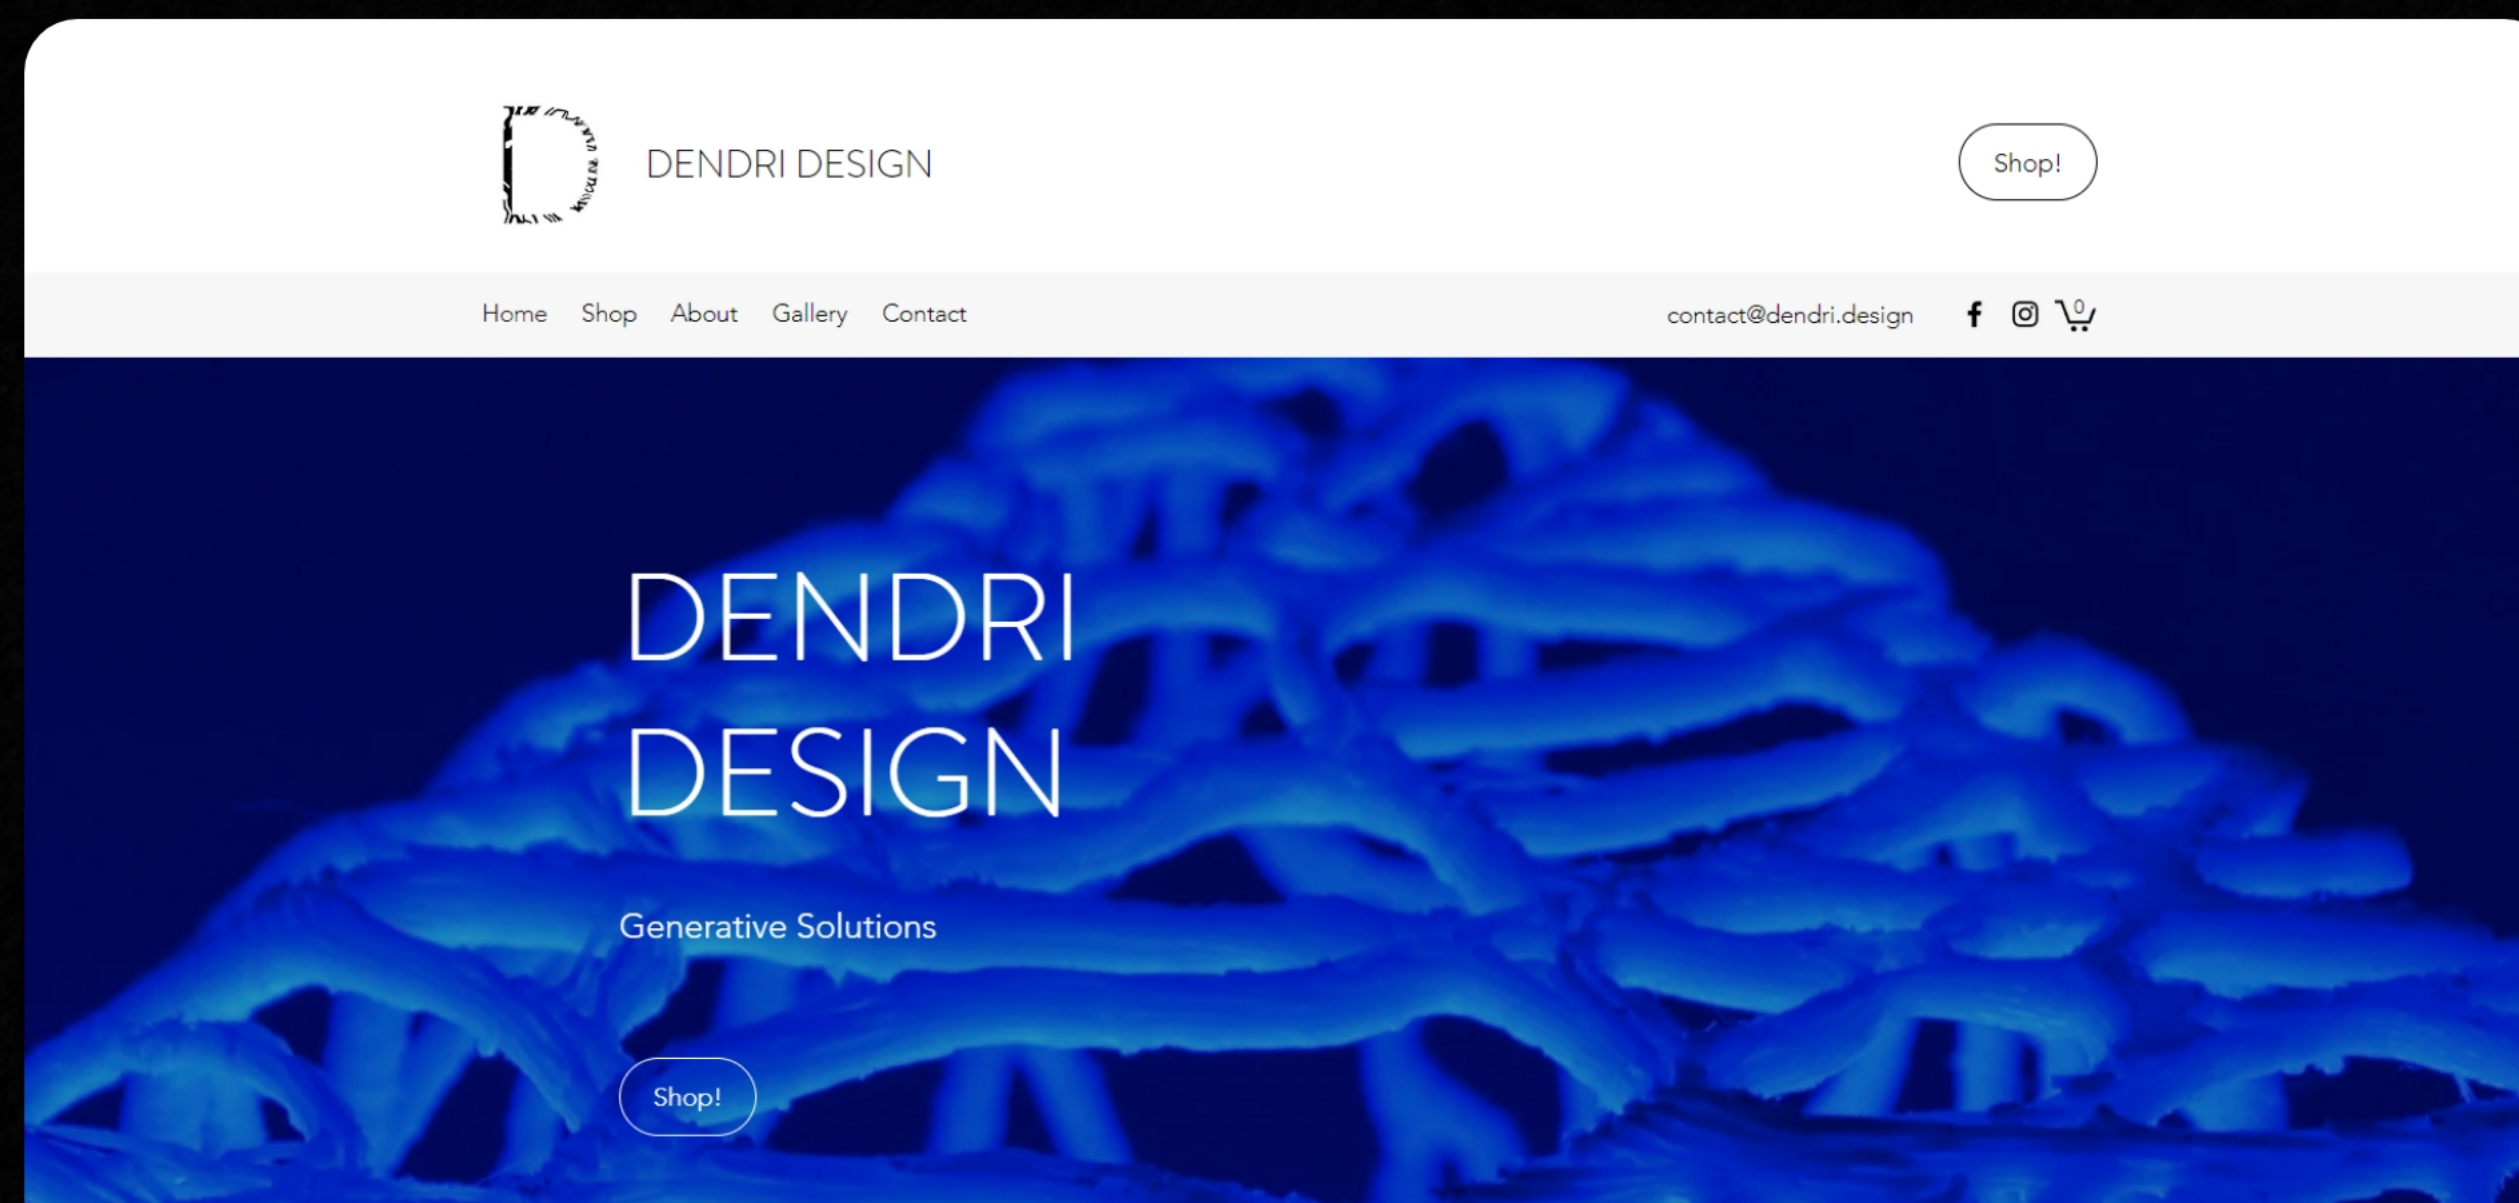 D
DENDRI DESIGN
Shop!
Home Shop About Gallery Contact
contact@dendri.design
0
DENDRI
DESIGN
Generative Solutions
Shop!